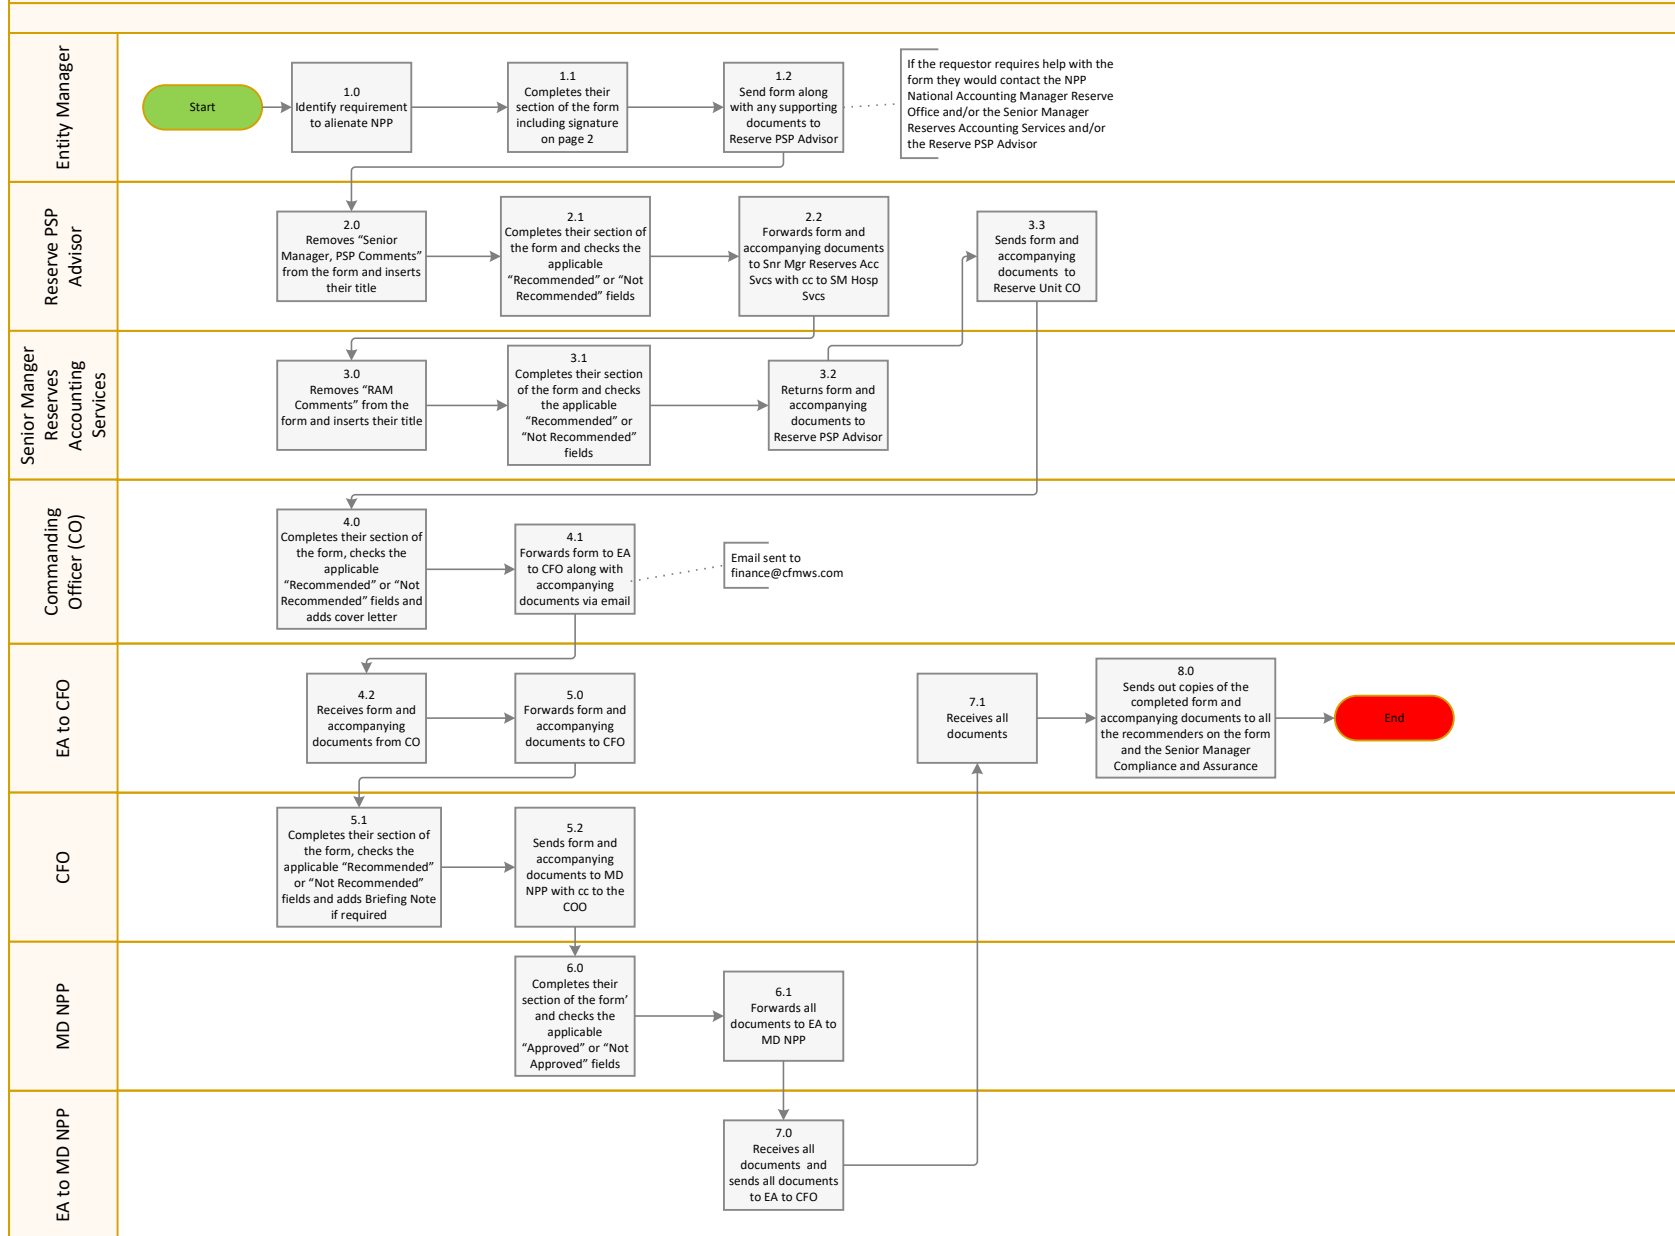 Entity Manager
Start
1.0
Identify requirement
to alienate NPP
1.1
Completes their
section of the form
including signature
on page 2
1.2
Send form along
with any supporting
documents to
Reserve PSP Advisor
If the requestor requires help with the
form they would contact the NPP
National Accounting Manager Reserve
Office and/or the Senior Manager
Reserves Accounting Services and/or
the Reserve PSP Advisor
Reserve PSP
Advisor
2.0
Removes “Senior
Manager, PSP Comments”
from the form and inserts
their title
2.1
Completes their section of
the form and checks the
applicable
“Recommended” or “Not
Recommended” fields
2.2
Forwards form and
accompanying documents
to Snr Mgr Reserves Acc
Svcs with cc to SM Hosp
Svcs
3.3
Sends form and
accompanying
documents to
Reserve Unit CO
Senior Manger
Reserves
Accounting
Services
3.0
Removes “RAM
Comments” from the
form and inserts their title
3.1
Completes their section
of the form and checks
the applicable
“Recommended” or
“Not Recommended”
fields
3.2
Returns form and
accompanying
documents to
Reserve PSP Advisor
Commanding
Officer (CO)
4.0
Completes their section of
the form, checks the
applicable
“Recommended” or “Not
Recommended” fields and
adds cover letter
4.1
Forwards form to EA
to CFO along with
accompanying
documents via email
Email sent to
finance@cfmws.com
EA to CFO
4.2
Receives form and
accompanying
documents from CO
5.0
Forwards form and
accompanying
documents to CFO
7.1
Receives all
documents
8.0
Sends out copies of the
completed form and
accompanying documents to all
the recommenders on the form
and the Senior Manager
Compliance and Assurance
End
CFO
5.1
Completes their section of
the form, checks the
applicable “Recommended”
or “Not Recommended”
fields and adds Briefing Note
if required
5.2
Sends form and
accompanying
documents to MD
NPP with cc to the
COO
MD NPP
6.0
Completes their
section of the form’
and checks the
applicable
“Approved” or “Not
Approved” fields
6.1
Forwards all
documents to EA to
MD NPP
EA to MD NPP
7.0
Receives all
documents and
sends all documents
to EA to CFO